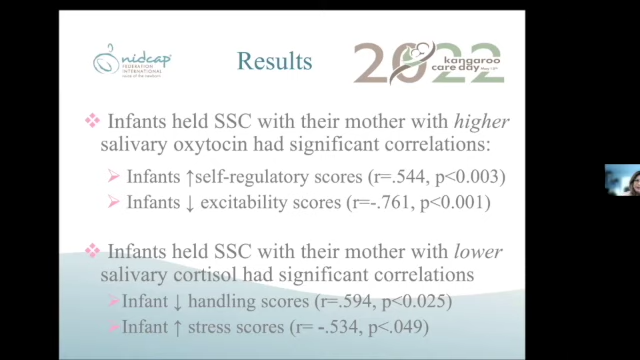 nidcap
FEDERATION
INTERNATIONAL
Results
2022
kangaroo
care day
❖ Infants held SSC with their mother with higher
salivary oxytocin had significant correlations:
➢ Infants ↑self-regulatory scores (r=.544, p<0.003)
➢ Infants ↓ excitability scores (r=-.761, p<0.001)
❖ Infants held SSC with their mother with lower
salivary cortisol had significant correlations
➢Infant ↓ handling scores (r=.594, p<0.025)
➢Infant ↑ stress scores (r= -.534, p<.049)